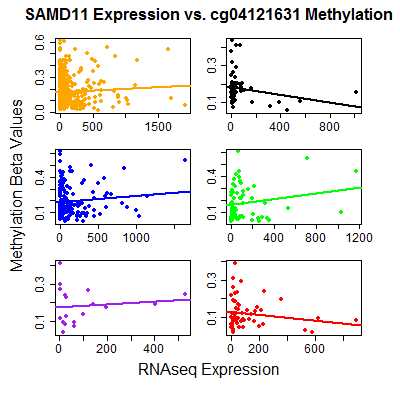 SAMD11 Expression vs. cg04121631 Methylation
Methylation Beta Values
0.0 0.2 0.4 0.6
0 500 1500
0.1 0.3
0 200 600 1000
0.1 0.4
0 500 1000
0.1 0.4
0 400 800 1200
0.1 0.3
0 200 400
0.1 0.3
0 200 600
RNAseq Expression